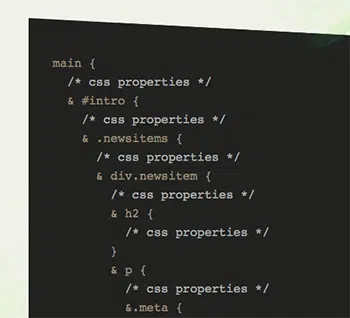 main {
/* css properties */
& #intro {
/* css properties */
& .newsitems {
/* css properties */
& div.newsitem {
/* css properties */
& h2 {
/* css properties */
}
& p {
/* css properties */
&.meta {